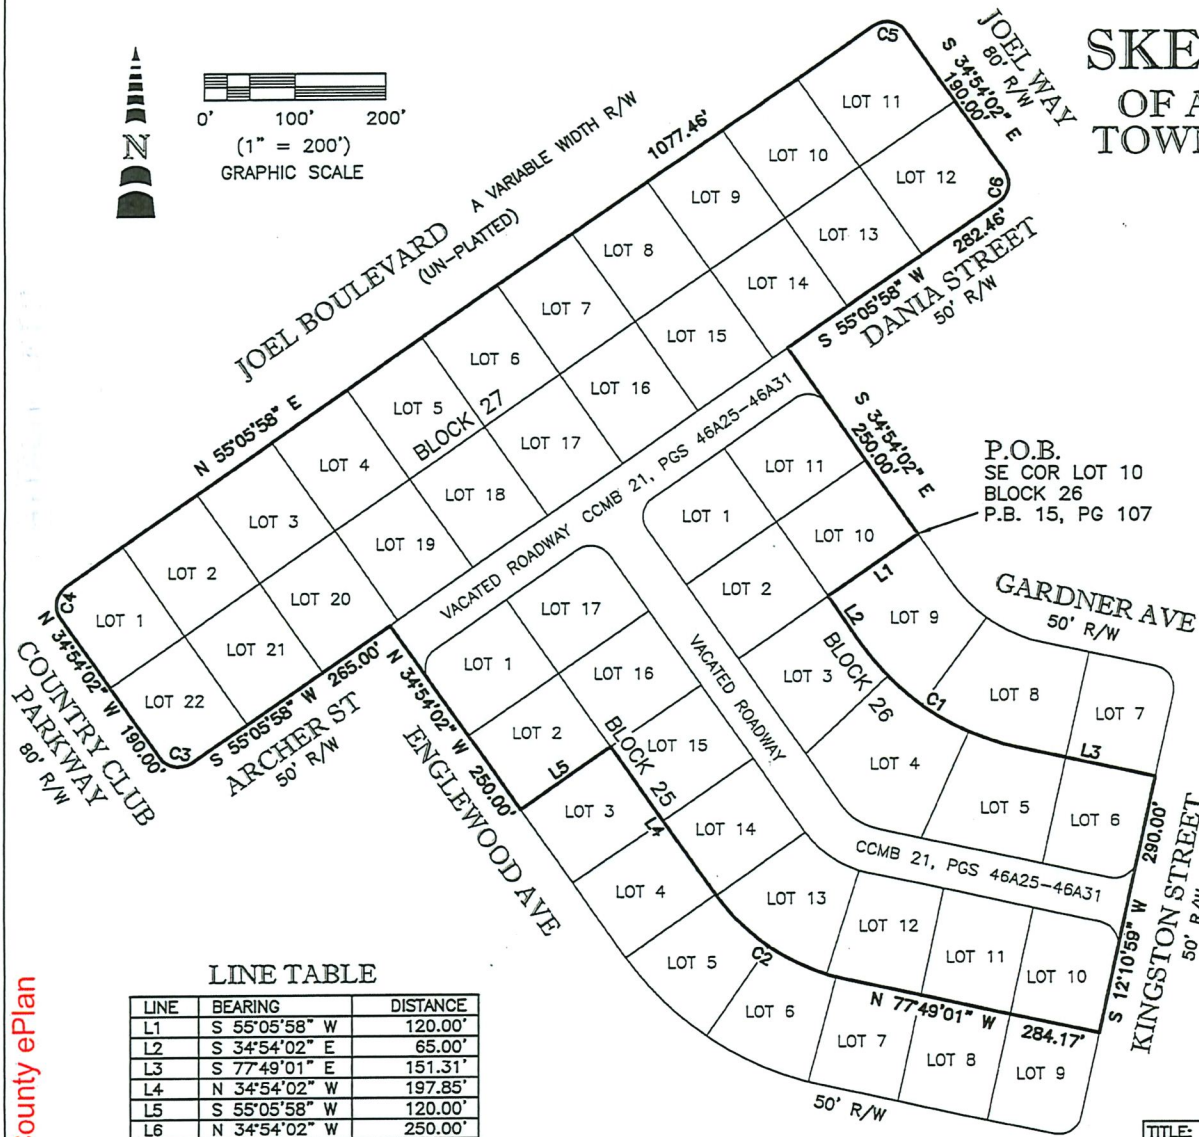 SKE
OF A
TOW
N
0' 100' 200'
(1" = 200')
GRAPHIC SCALE
JOEL BOULEVARD
A VARIABLE WIDTH R/W
(UN-PLATTED)
N 55°05'58" E
1077.46'
C5
JOEL WAY
80' R/W
S 34°54'02" E
190.00'
C6
S 55°05'58" W
282.46'
DANIA STREET
50' R/W
LOT 11
LOT 10
LOT 9
LOT 8
LOT 7
LOT 6
LOT 5
LOT 4
LOT 3
LOT 2
LOT 1
BLOCK 27
LOT 12
LOT 13
LOT 14
LOT 15
LOT 16
LOT 17
LOT 18
LOT 19
LOT 20
LOT 21
LOT 22
C4
N 34°54'02" W 190.00'
COUNTRY CLUB
PARKWAY
80' R/W
C3
S 55°05'58" W 265.00'
ARCHER ST
50' R/W
VACATED ROADWAY CCMB 21, PGS 46A25-46A31
S 34°54'02" E
250.00'
P.O.B.
SE COR LOT 10
BLOCK 26
P.B. 15, PG 107
LOT 11
LOT 1
LOT 10
LOT 2
L1
L2
LOT 9
LOT 3
BLOCK 26
C1
LOT 8
LOT 7
L3
LOT 4
LOT 5
LOT 6
GARDNER AVE
50' R/W
VACATED ROADWAY
CCMB 21, PGS 46A25-46A31
290.00'
S 12°10'59" W
KINGSTON STREET
50' R/W
N 34°54'02" W 250.00'
ENGLEWOOD AVE
LOT 17
LOT 1
LOT 16
LOT 2
BLOCK 25
LOT 15
L5
LOT 3
L4
LOT 14
LOT 4
LOT 13
LOT 12
LOT 11
LOT 10
LOT 5
C2
LOT 6
N 77°49'01" W
284.17'
LOT 7
LOT 8
LOT 9
50' R/W
LINE TABLE
LINE BEARING DISTANCE
L1 S 55°05'58" W 120.00'
L2 S 34°54'02" E 65.00'
L3 S 77°49'01" E 151.31'
L4 N 34°54'02" W 197.85'
L5 S 55°05'58" W 120.00'
L6 N 34°54'02" W 250.00'
ounty ePlan
TITLE: